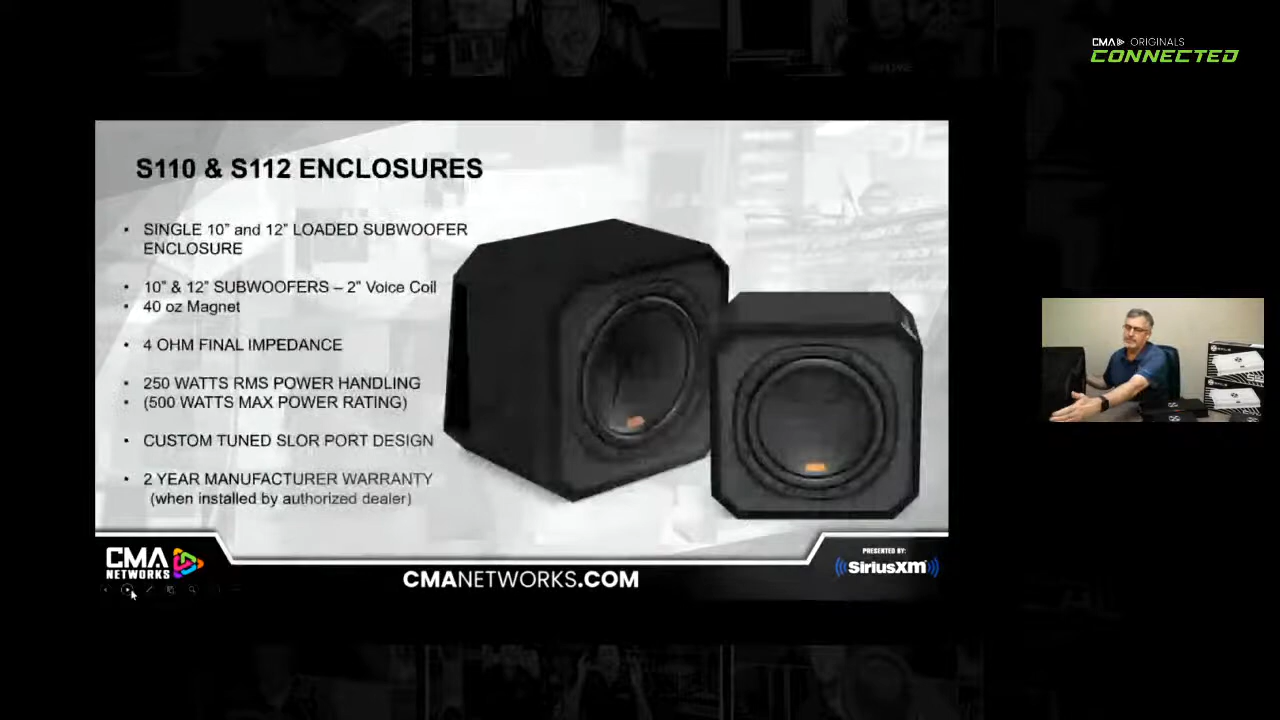 CMA ORIGINALS
CONNECTED
S110 & S112 ENCLOSURES
• SINGLE 10” and 12” LOADED SUBWOOFER
ENCLOSURE
• 10” & 12” SUBWOOFERS – 2” Voice Coil
• 40 oz Magnet
• 4 OHM FINAL IMPEDANCE
• 250 WATTS RMS POWER HANDLING
• (500 WATTS MAX POWER RATING)
• CUSTOM TUNED SLOR PORT DESIGN
• 2 YEAR MANUFACTURER WARRANTY
(when installed by authorized dealer)
CMA
NETWORKS
CMANETWORKS.COM
PRESENTED BY:
SiriusXM